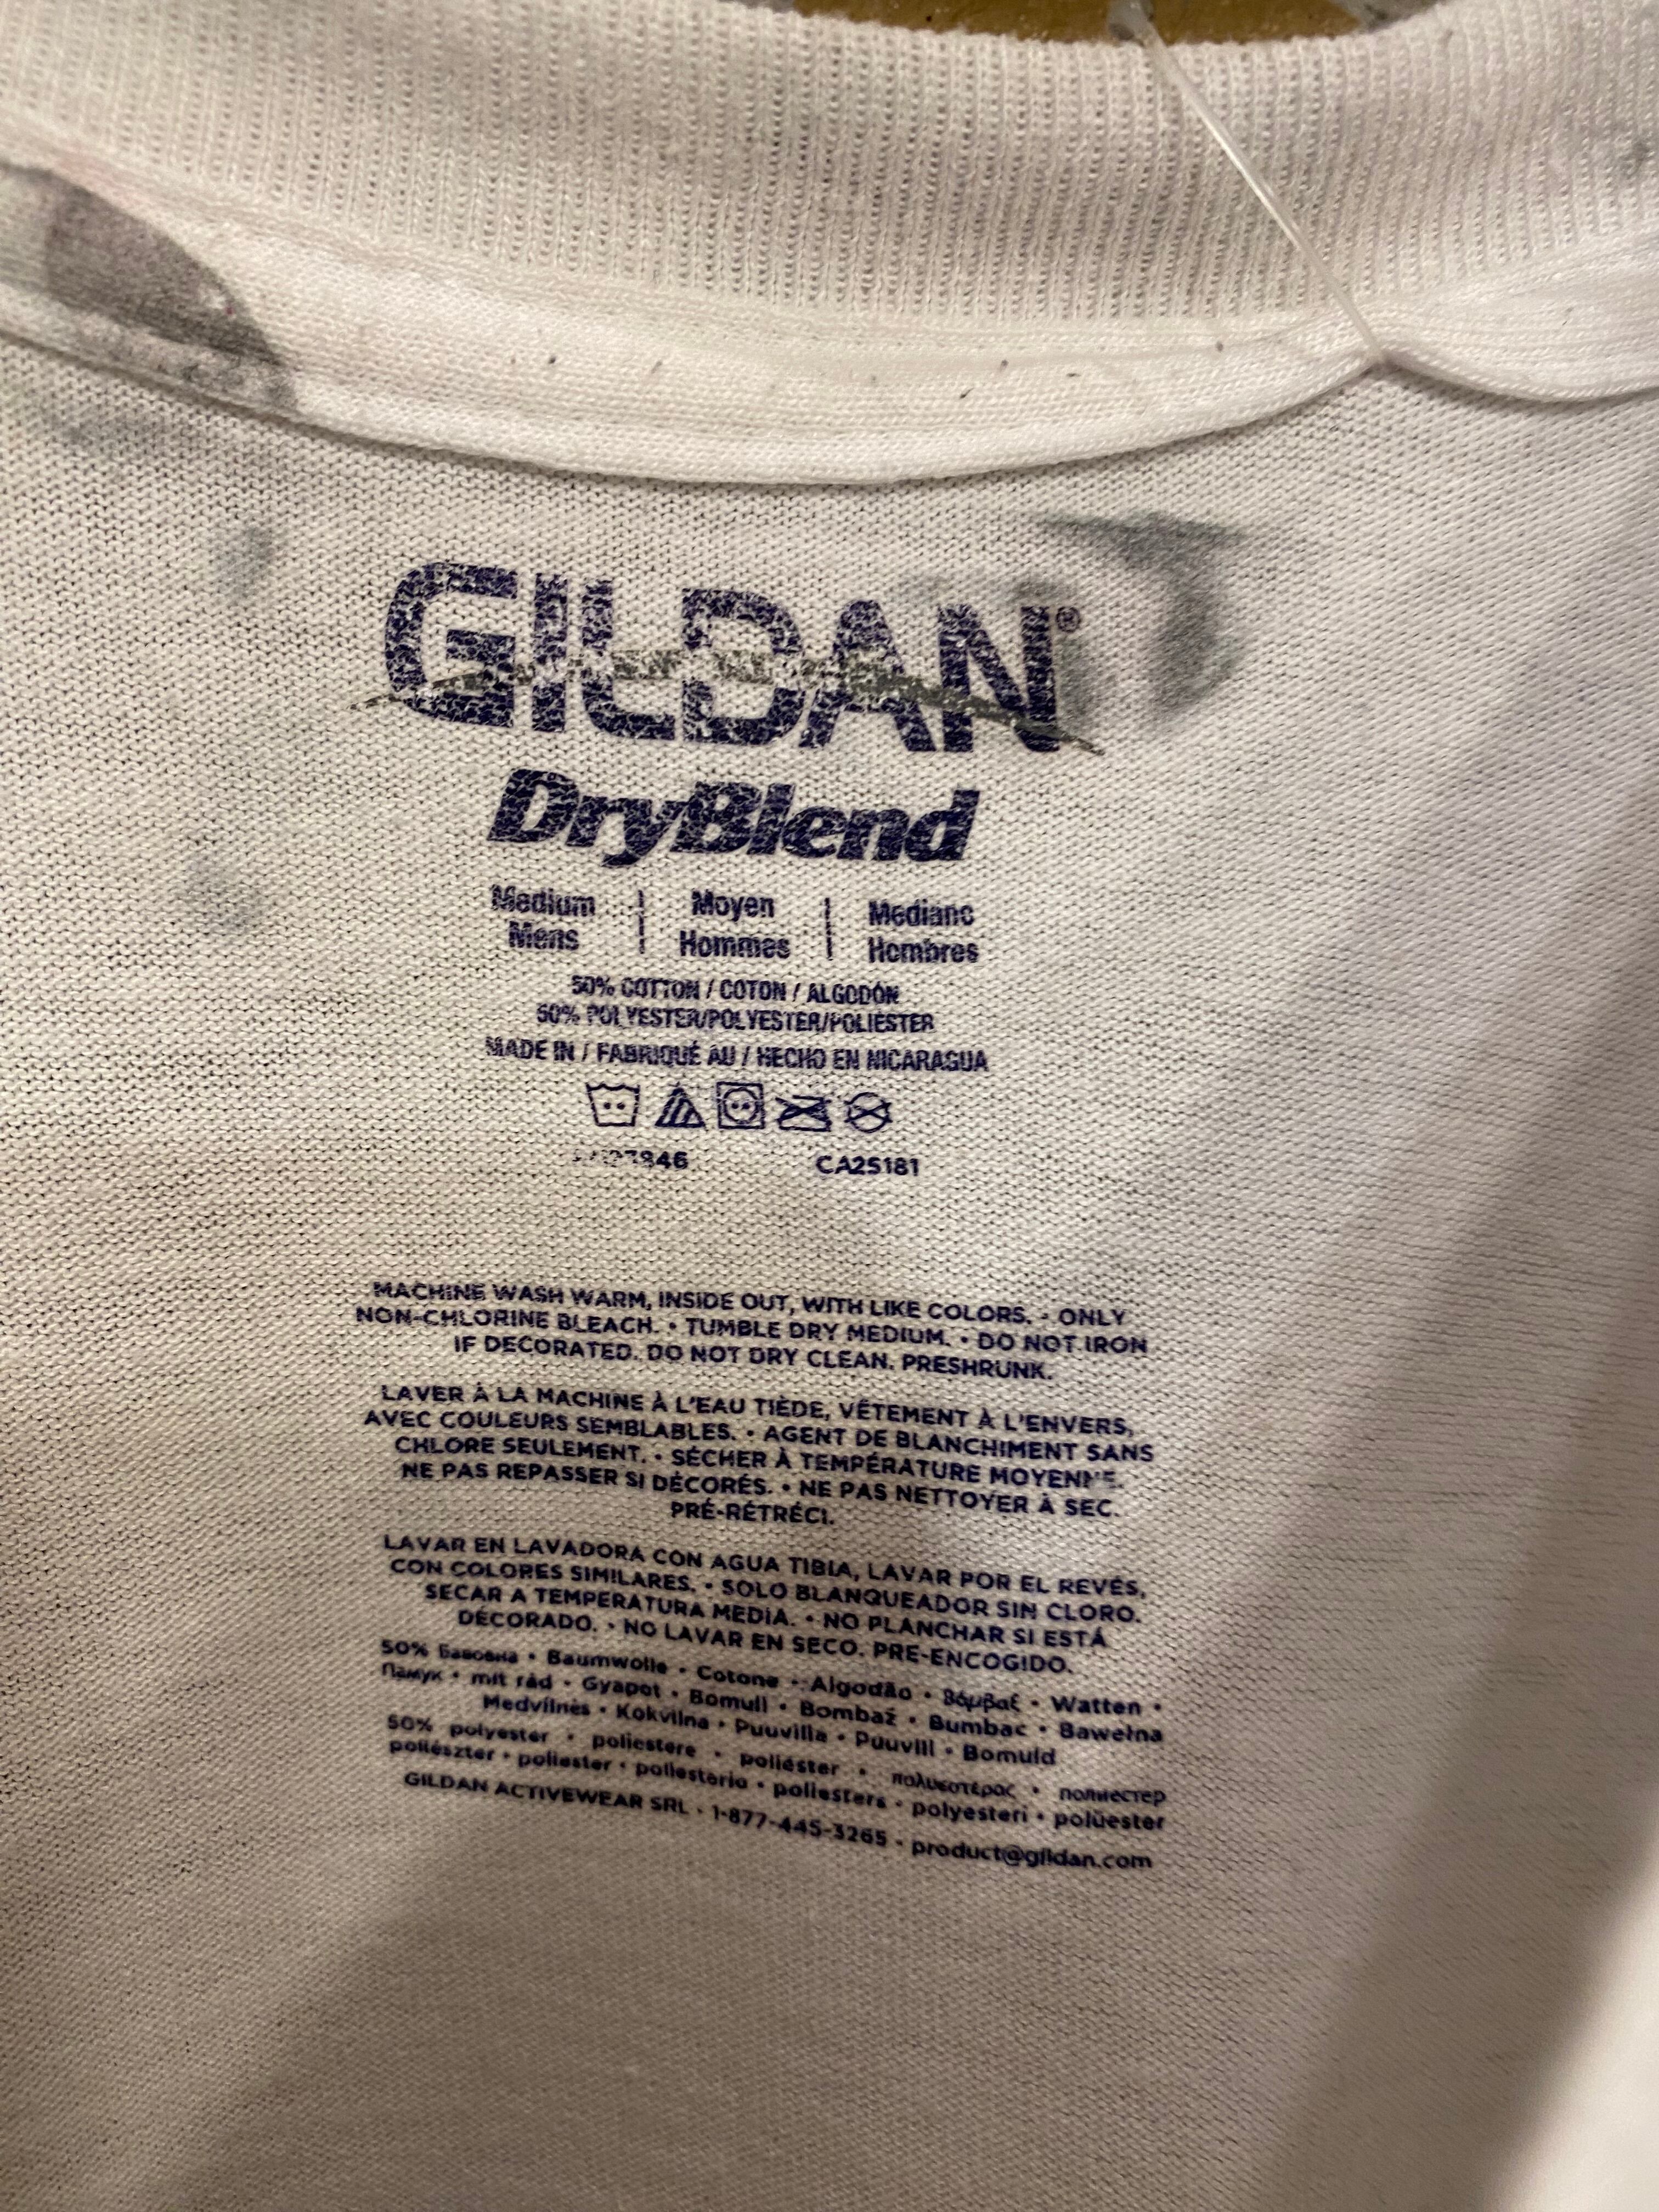 GILDAN®
DryBlend
Medium | Moyen | Mediano
Mens | Hommes | Hombres
50% COTTON / COTON / ALGODÓN
50% POLYESTER/POLYESTER/POLIÉSTER
MADE IN / FABRIQUÉ AU / HECHO EN NICARAGUA
CA25181
MACHINE WASH WARM, INSIDE OUT, WITH LIKE COLORS. • ONLY
NON-CHLORINE BLEACH. • TUMBLE DRY MEDIUM. • DO NOT IRON
IF DECORATED. DO NOT DRY CLEAN. PRESHRUNK.
LAVER À LA MACHINE À L'EAU TIÈDE, VÊTEMENT À L'ENVERS,
AVEC COULEURS SEMBLABLES. • AGENT DE BLANCHIMENT SANS
CHLORE SEULEMENT. • SÉCHER À TEMPÉRATURE MOYENNE.
NE PAS REPASSER SI DÉCORÉS. • NE PAS NETTOYER À SEC.
PRÉ-RÉTRÉCI.
LAVAR EN LAVADORA CON AGUA TIBIA, LAVAR POR EL REVÉS,
CON COLORES SIMILARES. • SOLO BLANQUEADOR SIN CLORO.
SECAR A TEMPERATURA MEDIA. • NO PLANCHAR SI ESTÁ
DECORADO. • NO LAVAR EN SECO. PRE-ENCOGIDO.
50% Бавовна • Baumwolle • Cotone • Algodão • Βάμβαξ • Watten •
Памук • mit rád • Gyapot • Bomull • Bombaž • Bumbac • Bawełna
Medvilnės • Kokvilna • Puuvilla • Puuvill • Bomuld
50% polyester • poliestere • poliéster • πολυεστέρας • полиестер
poliészter • poliester • poliesterio • poliesters • polyesteri • polüester
GILDAN ACTIVEWEAR SRL • 1-877-445-3265 • product@gildan.com